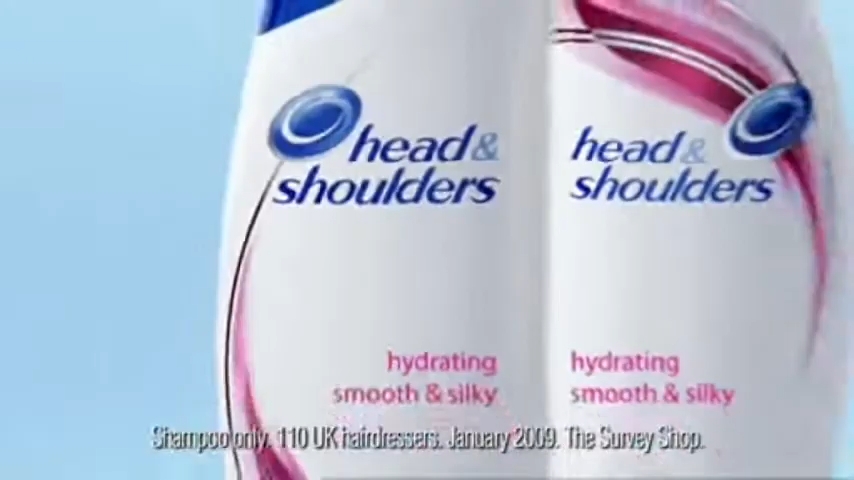 head &
shoulders
hydrating
smooth & silky
head &
shoulders
hydrating
smooth & silky
Shampoo only. 110 UK hairdressers. January 2009. The Survey Shop.